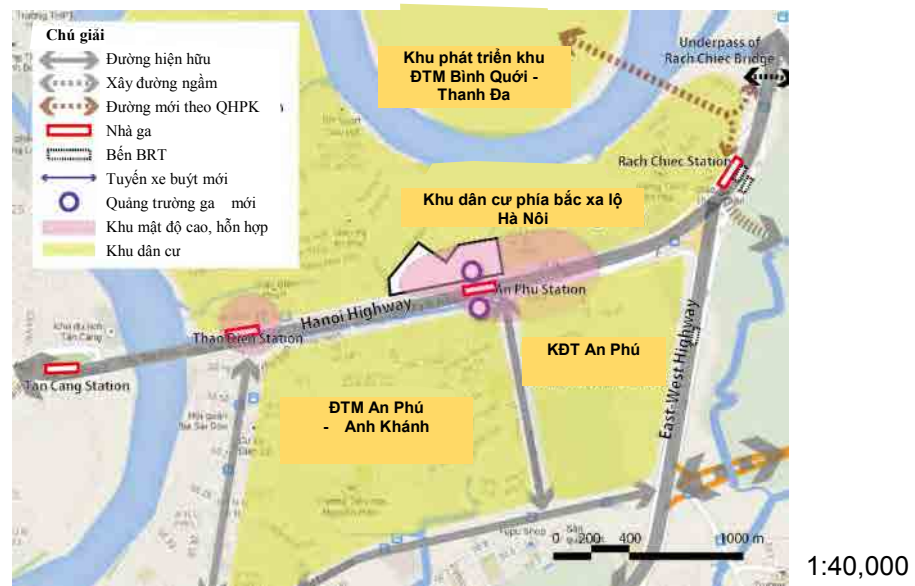 Trường THPT
Chú giải
Đường hiện hữu
Xây đường ngầm
Đường mới theo QHPK
Nhà ga
Bến BRT
Tuyến xe buýt mới
Quảng trường ga mới
Khu mật độ cao, hỗn hợp
Khu dân cư
Khu phát triển khu
ĐTM Bình Quới -
Thanh Đa
Underpass of
Rach Chiec Bridge
Rach Chiec Station
Khu dân cư phía bắc xa lộ
Hà Nôi
An Phu Station
Hanoi Highway
Thao Dien Station
Tan Cang Station
KĐT An Phú
East-West Highway
ĐTM An Phú
- Anh Khánh
0 200 400 1000 m
1:40,000